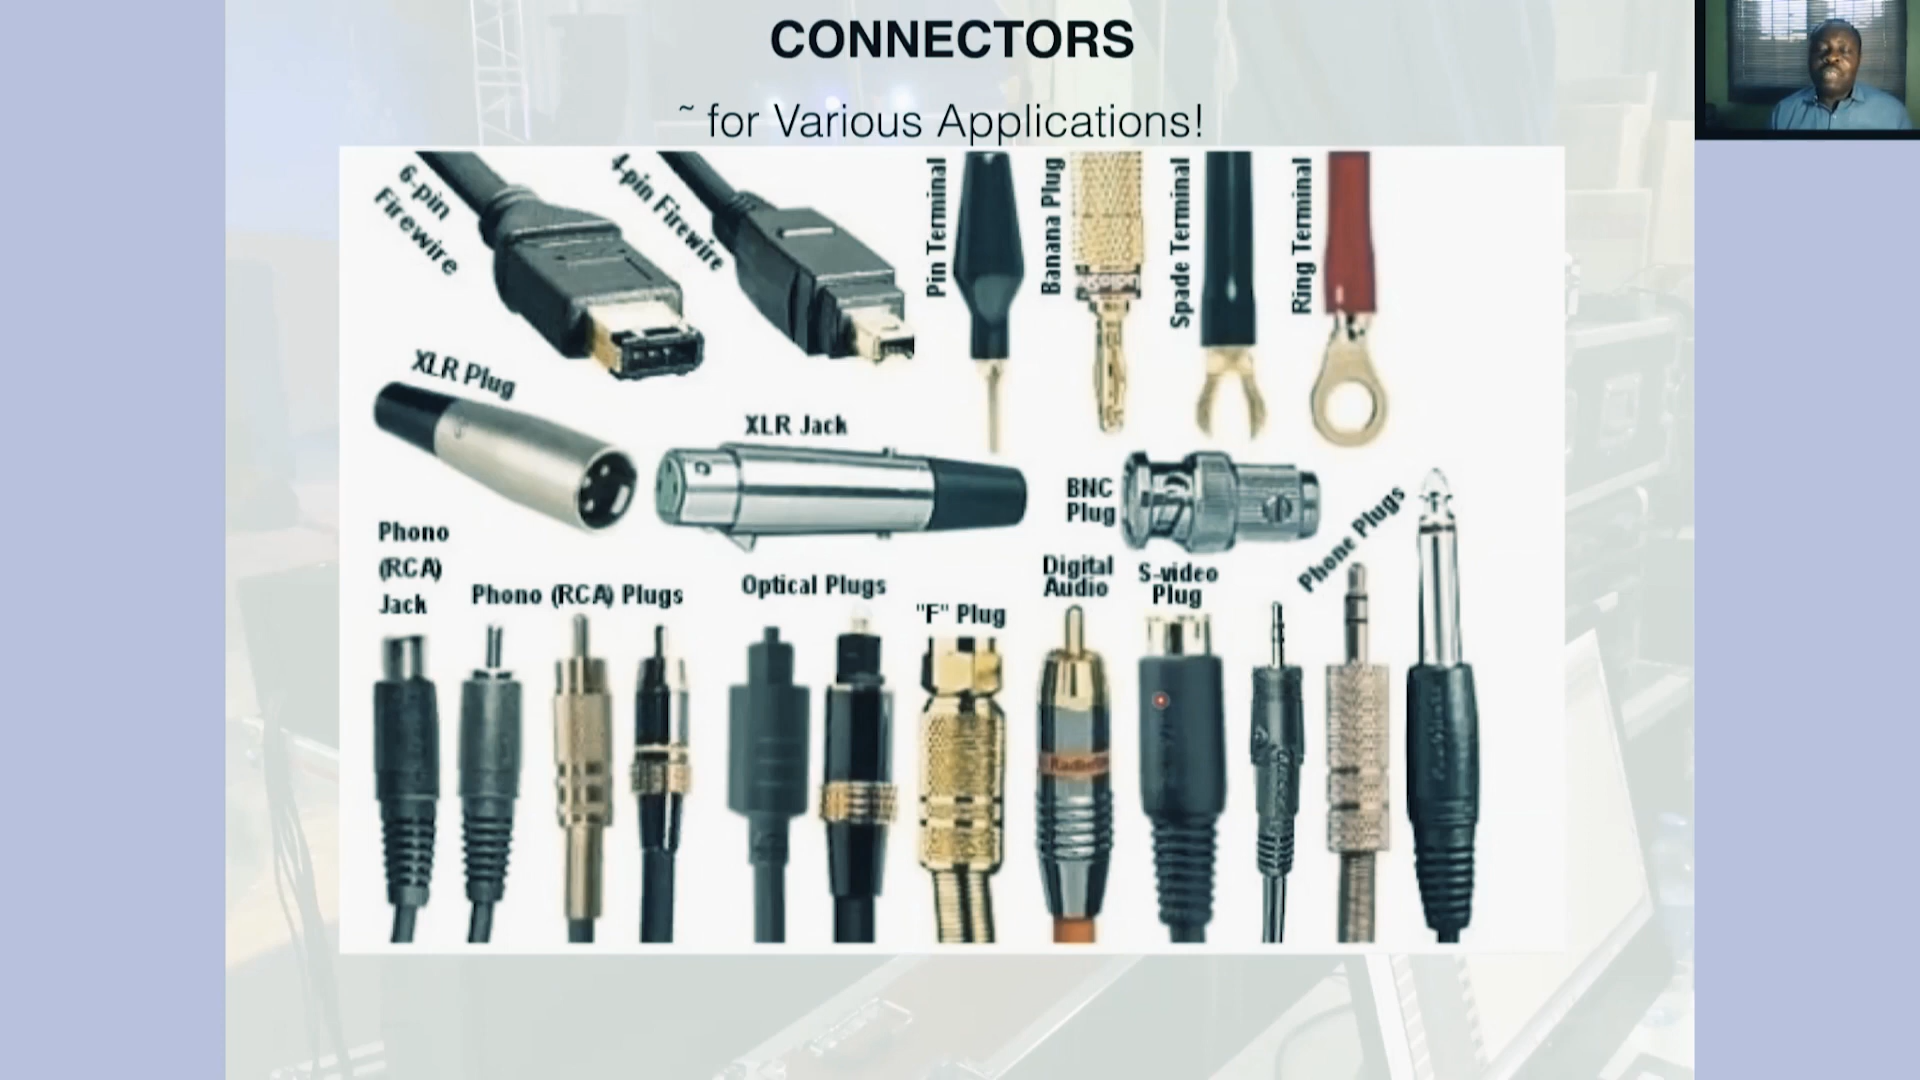 CONNECTORS
~ for Various Applications!
6-pin
Firewire
4-pin Firewire
Pin Terminal
Banana Plug
Spade Terminal
Ring Terminal
XLR Plug
XLR Jack
BNC
Plug
Phone Plugs
Phono
(RCA)
Jack
Phono (RCA) Plugs
Optical Plugs
"F" Plug
Digital
Audio
S-video
Plug